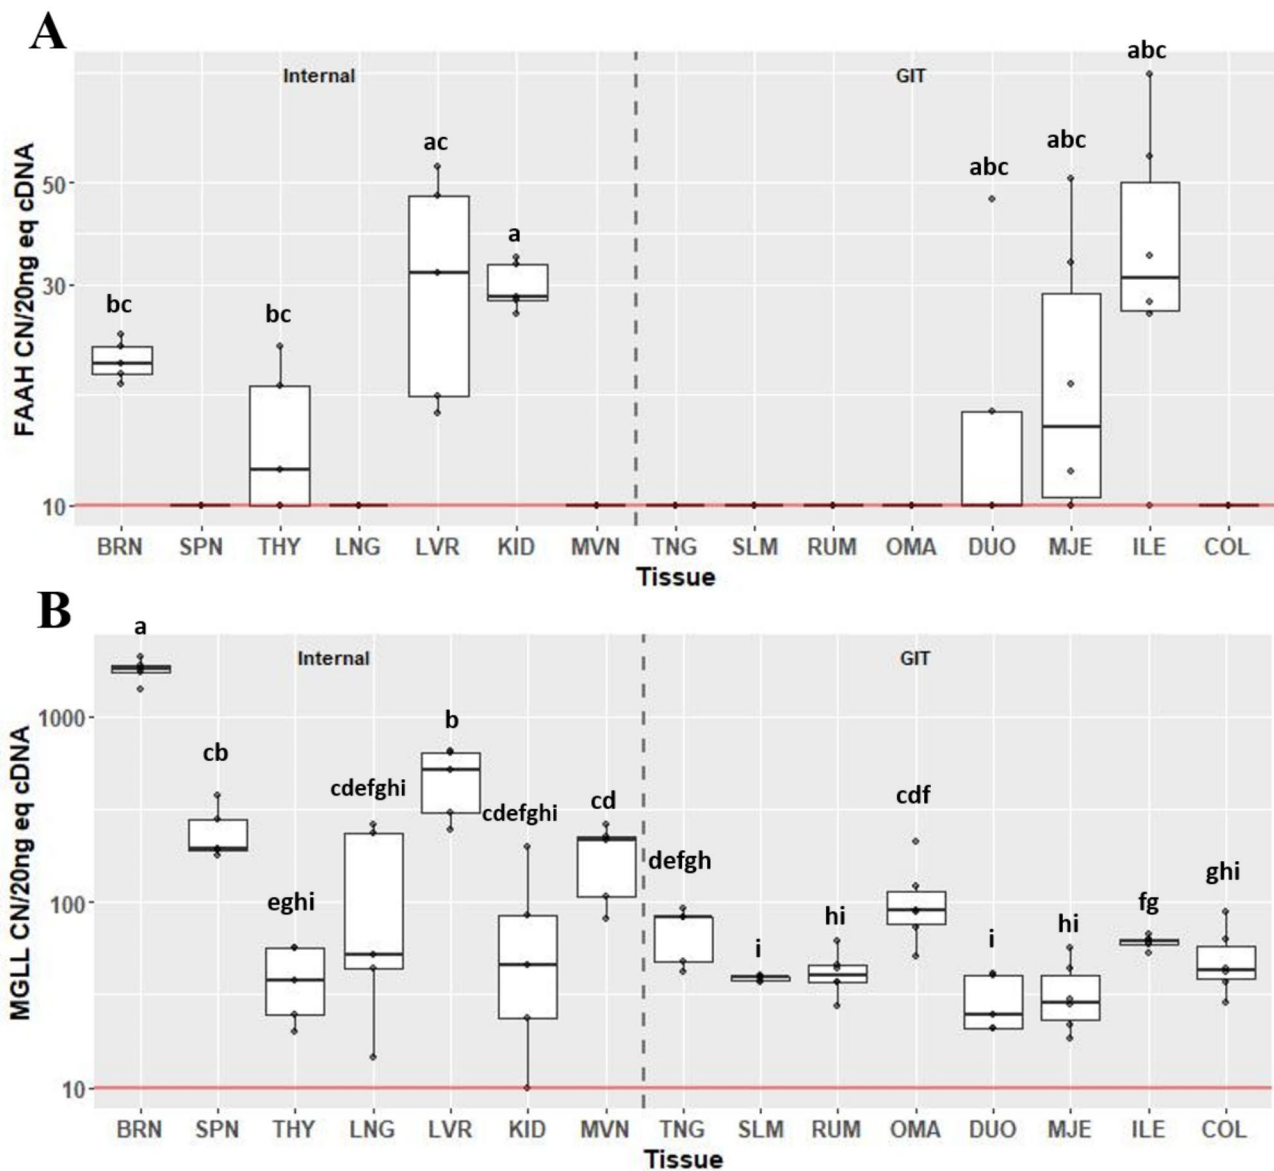 A
Internal
GIT
abc
ac
abc
abc
a
bc
bc
FAAH CN/20ng eq cDNA
50
30
10
BRN SPN THY LNG LVR KID MVN TNG SLM RUM OMA DUO MJE ILE COL
Tissue
B
a
Internal
GIT
b
cb
cdefghi
cdefghi
cd
cdf
defgh
eghi
i
hi
i
hi
fg
ghi
MGLL CN/20ng eq cDNA
1000
100
10
BRN SPN THY LNG LVR KID MVN TNG SLM RUM OMA DUO MJE ILE COL
Tissue